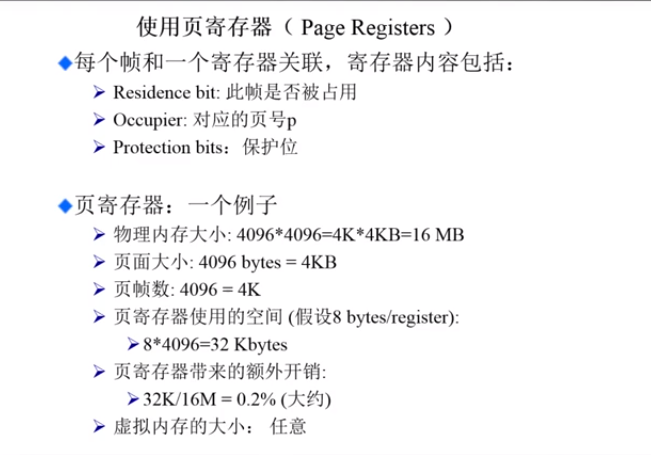 使用页寄存器（ Page Registers ）
◆每个帧和一个寄存器关联，寄存器内容包括：
➢ Residence bit: 此帧是否被占用
➢ Occupier: 对应的页号p
➢ Protection bits：保护位
◆页寄存器：一个例子
➢ 物理内存大小: 4096*4096=4K*4KB=16 MB
➢ 页面大小: 4096 bytes = 4KB
➢ 页帧数: 4096 = 4K
➢ 页寄存器使用的空间 (假设8 bytes/register):
➢8*4096=32 Kbytes
➢ 页寄存器带来的额外开销:
➢32K/16M = 0.2% (大约)
➢ 虚拟内存的大小： 任意